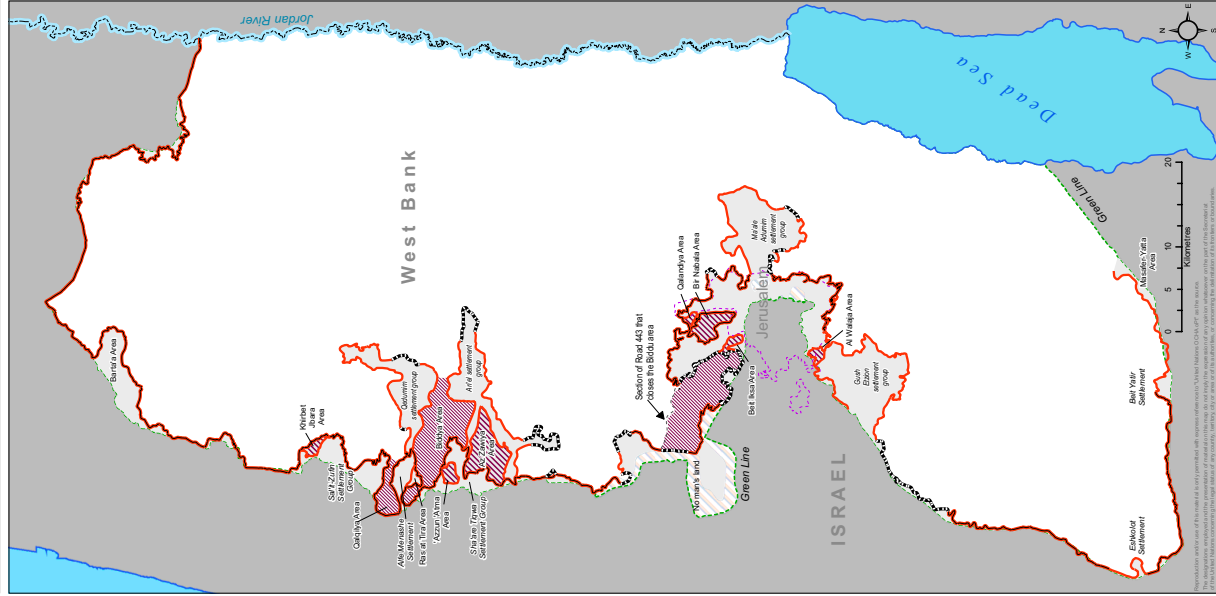 Jordan River
West Bank
Dead Sea
Barta'a Area
Khirbet
Jbara
Area
Sal'it-Zufin
Settlement
Group
Qalqilya Area
Alfe Menashe
Settlement
Ras at Tira Area
'Azzun 'Atma
Area
Sha'are Tiqwa
Settlement Group
Qedumim
settlement group
Biddya Area
Ari'el settlement
group
Az Zawiya
Area
Section of Road 443 that
closes the Biddu area
Qalandiya Area
Bir Nabala Area
Ma'ale
Adumim
settlement
group
Jerusalem
Beit Iksa Area
No man's land
Green Line
ISRAEL
Al Walaja Area
Gush
Etzion
settlement
group
Green Line
Masafer-Yatta
Area
Beit Yatir
Settlement
Eshkolot
Settlement
0 5 10 20
Kilometres
N
E
S
W